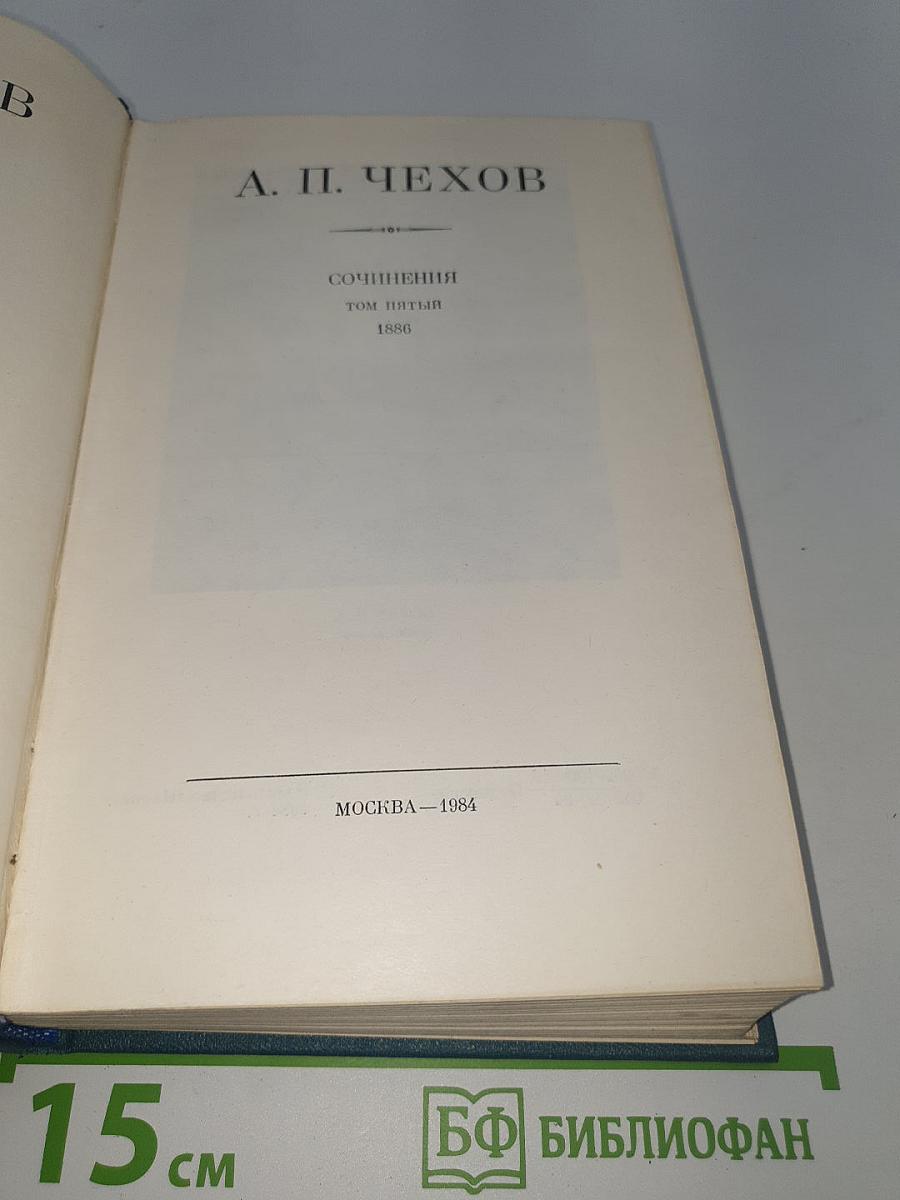 В
А. П. ЧЕХОВ
СОЧИНЕНИЯ
ТОМ ПЯТЫЙ
1886
МОСКВА—1984
15 см
БФ БИБЛИОФАН